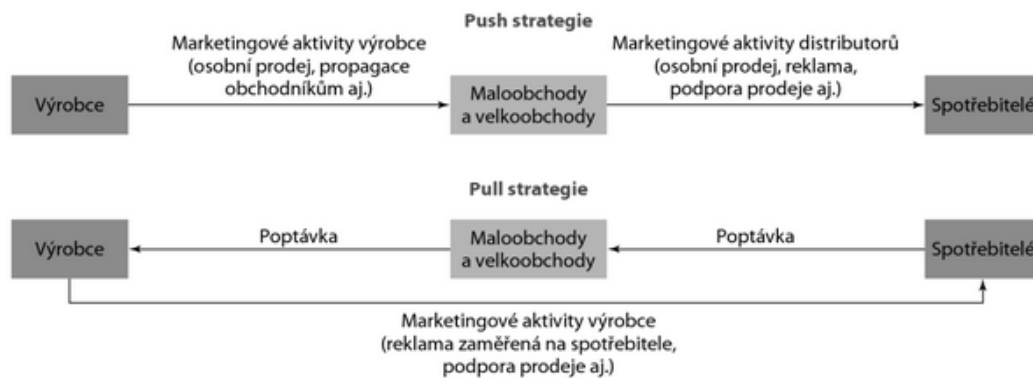 Push strategie
Marketingové aktivity výrobce
(osobní prodej, propagace
obchodníkům aj.)
Marketingové aktivity distributorů
(osobní prodej, reklama,
podpora prodeje aj.)
Výrobce
Maloobchody
a velkoobchody
Spotřebitelé
Pull strategie
Výrobce
Poptávka
Maloobchody
a velkoobchody
Poptávka
Spotřebitelé
Marketingové aktivity výrobce
(reklama zaměřená na spotřebitele,
podpora prodeje aj.)